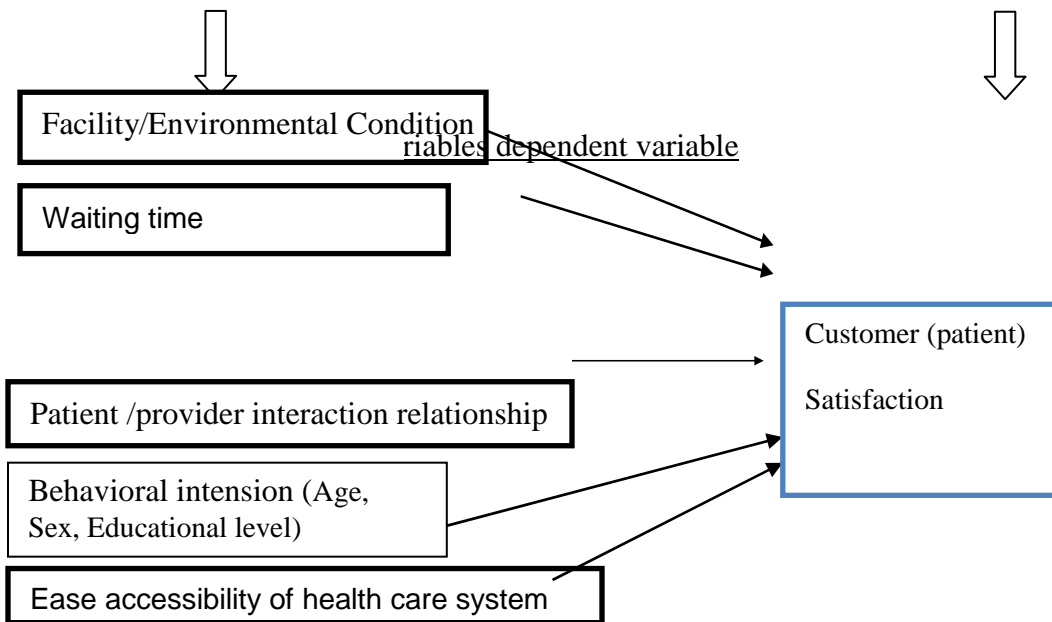 Facility/Environmental Condition
riables dependent variable
Waiting time
Customer (patient)
Satisfaction
Patient /provider interaction relationship
Behavioral intension (Age,
Sex, Educational level)
Ease accessibility of health care system